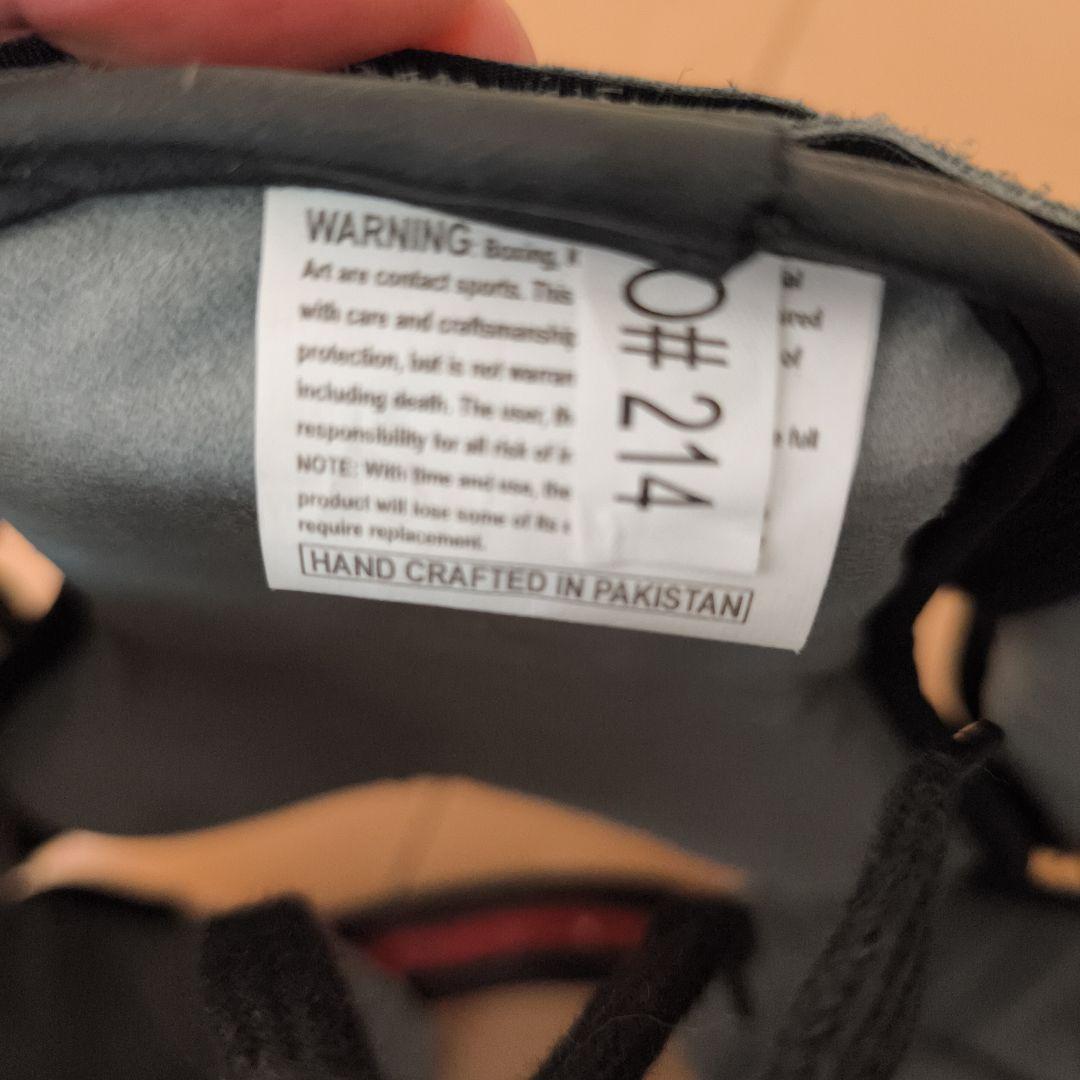 WARNING: Boxing,
Art are contact sports. This
with care and craftsmanship
protection, but is not warran
including death. The user,
responsibility for all risk of
NOTE: With time and use, the
product will lose some of its
require replacement.
HAND CRAFTED IN PAKISTAN
O# 214
of
full